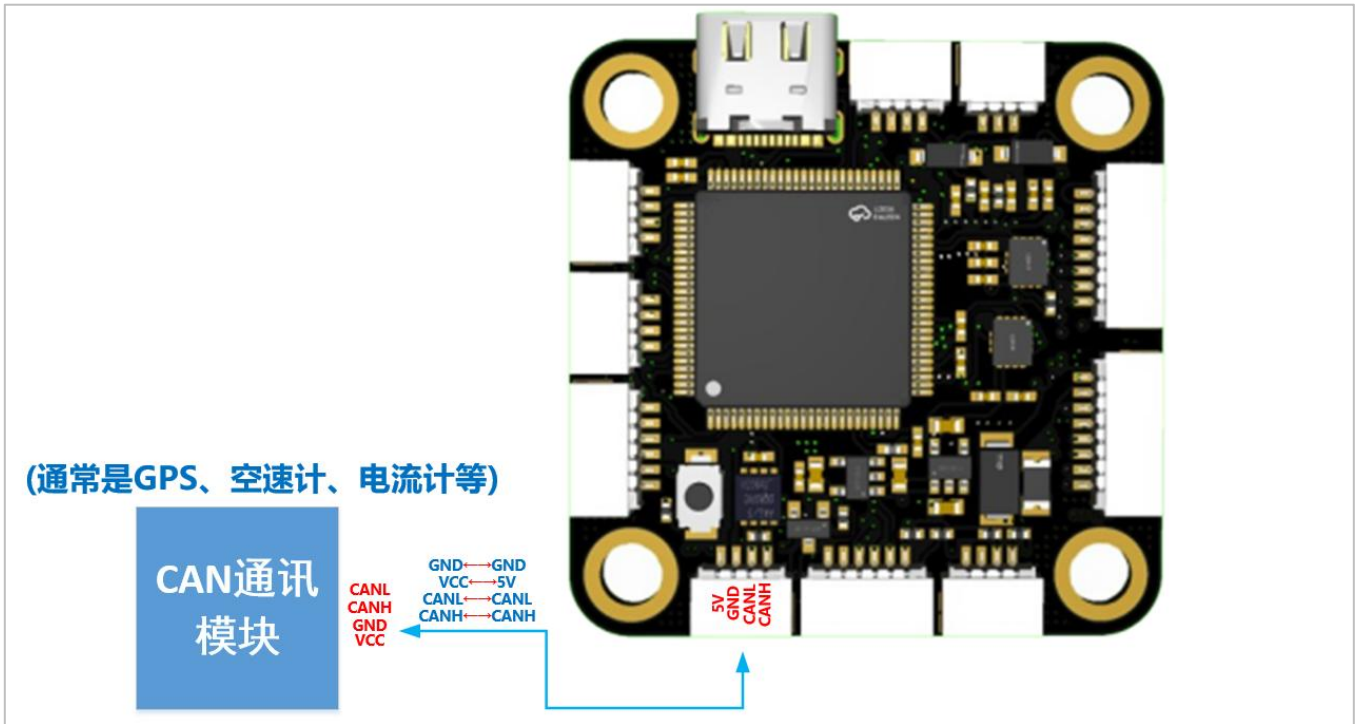 (通常是GPS、空速计、电流计等)
CAN通讯
模块
CANL
CANH
GND
VCC
GND←→GND
VCC←→5V
CANL←→CANL
CANH←→CANH
5V
GND
CANL
CANH